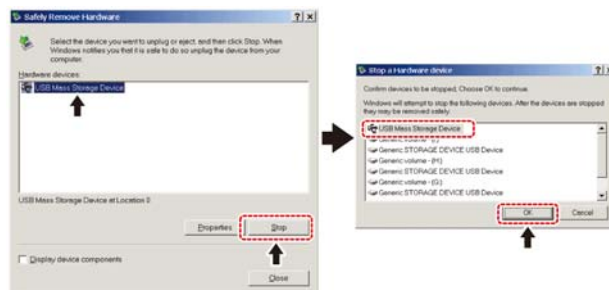 Safely Remove Hardware
Select the device you want to unplug or eject, and then click Stop. When
Windows notifies you that it is safe to do so unplug the device from your
computer.
Hardware devices:
USB Mass Storage Device
USB Mass Storage Device at Location 0
Properties
Stop
Display device components
Close
Stop a Hardware device
Confirm devices to be stopped, Choose OK to continue.
Windows will attempt to stop the following devices. After the devices are stopped
they may be removed safely.
USB Mass Storage Device
Generic volume -
Generic STORAGE DEVICE USB Device
Generic volume - (H:)
Generic STORAGE DEVICE USB Device
Generic volume - (G:)
Generic STORAGE DEVICE USB Device
OK
Cancel